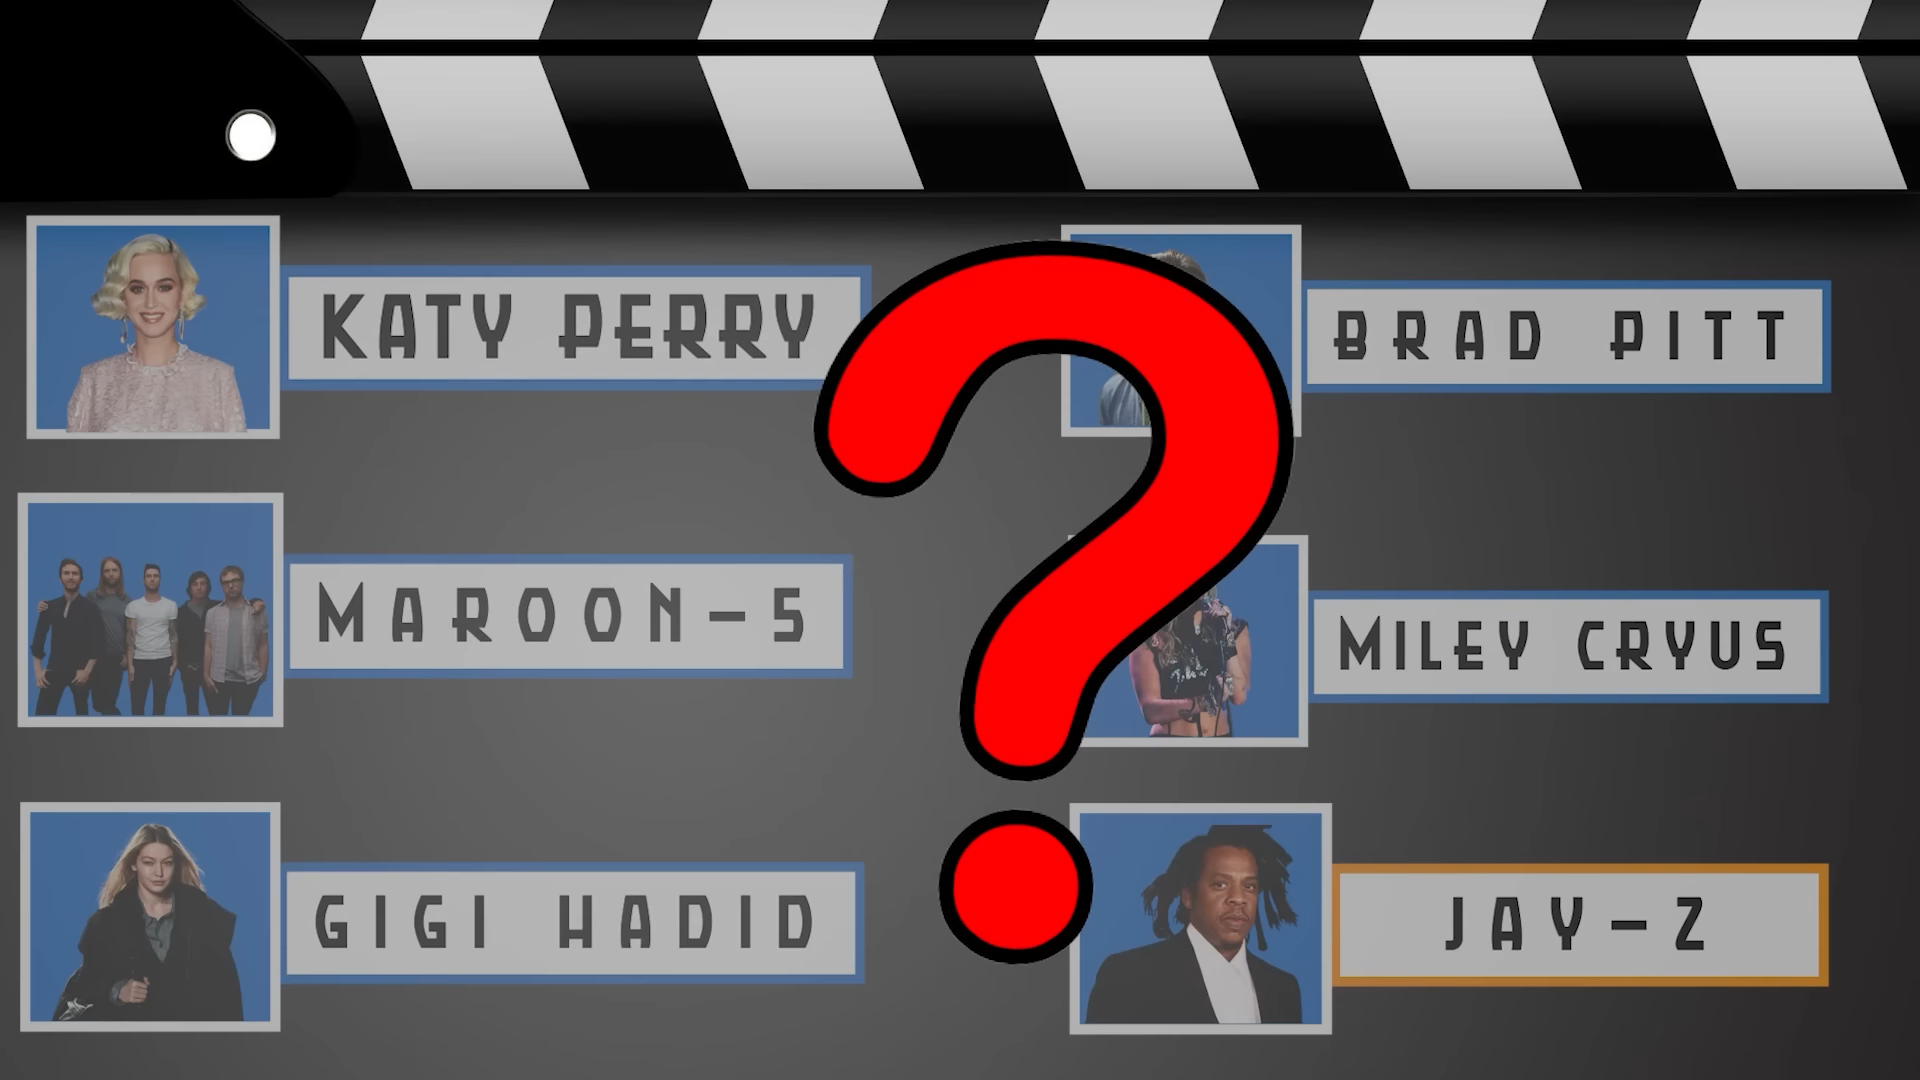 KATY PERRY
BRAD PITT
MAROON-5
MILEY CRYUS
GIGI HADID
JAY-Z
?